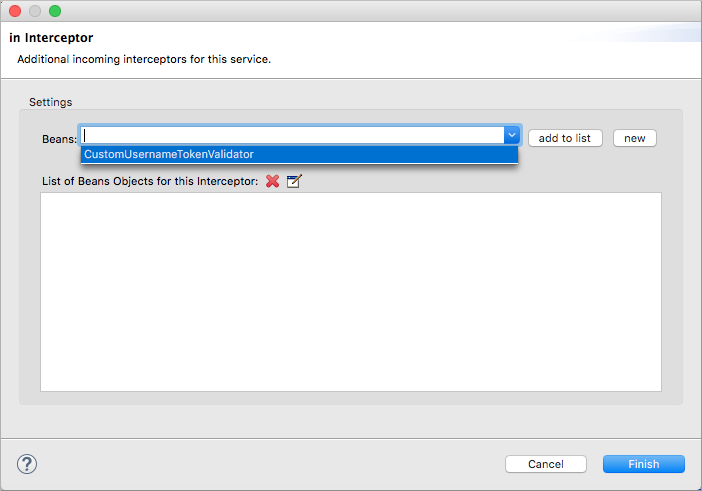 in Interceptor
Additional incoming interceptors for this service.
Settings
Beans:
add to list
new
CustomUsernameTokenValidator
List of Beans Objects for this Interceptor:
?
Cancel
Finish